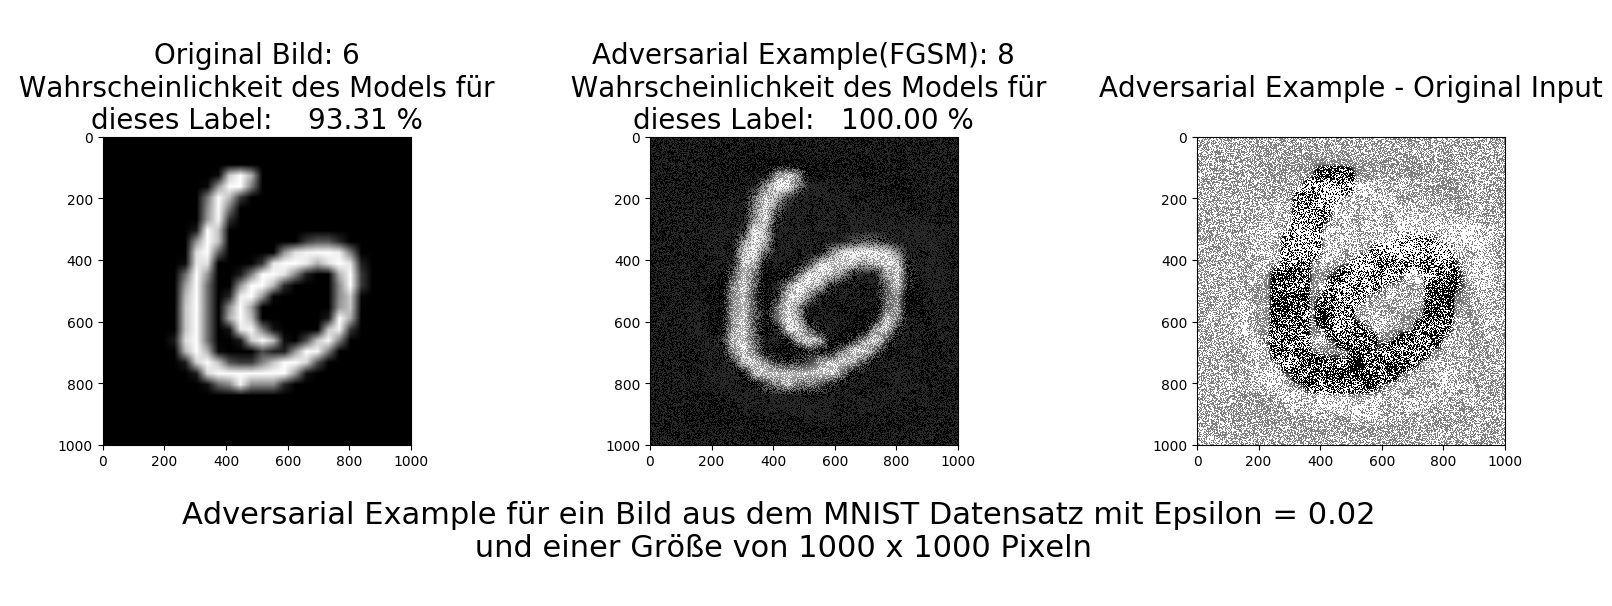 Original Bild: 6
Wahrscheinlichkeit des Models für
dieses Label: 93.31 %
0
200
400
600
800
1000
0 200 400 600 800 1000
6
Adversarial Example(FGSM): 8
Wahrscheinlichkeit des Models für
dieses Label: 100.00 %
0
200
400
600
800
1000
0 200 400 600 800 1000
6
Adversarial Example - Original Input
0
200
400
600
800
1000
0 200 400 600 800 1000
6
Adversarial Example für ein Bild aus dem MNIST Datensatz mit Epsilon = 0.02
und einer Größe von 1000 x 1000 Pixeln